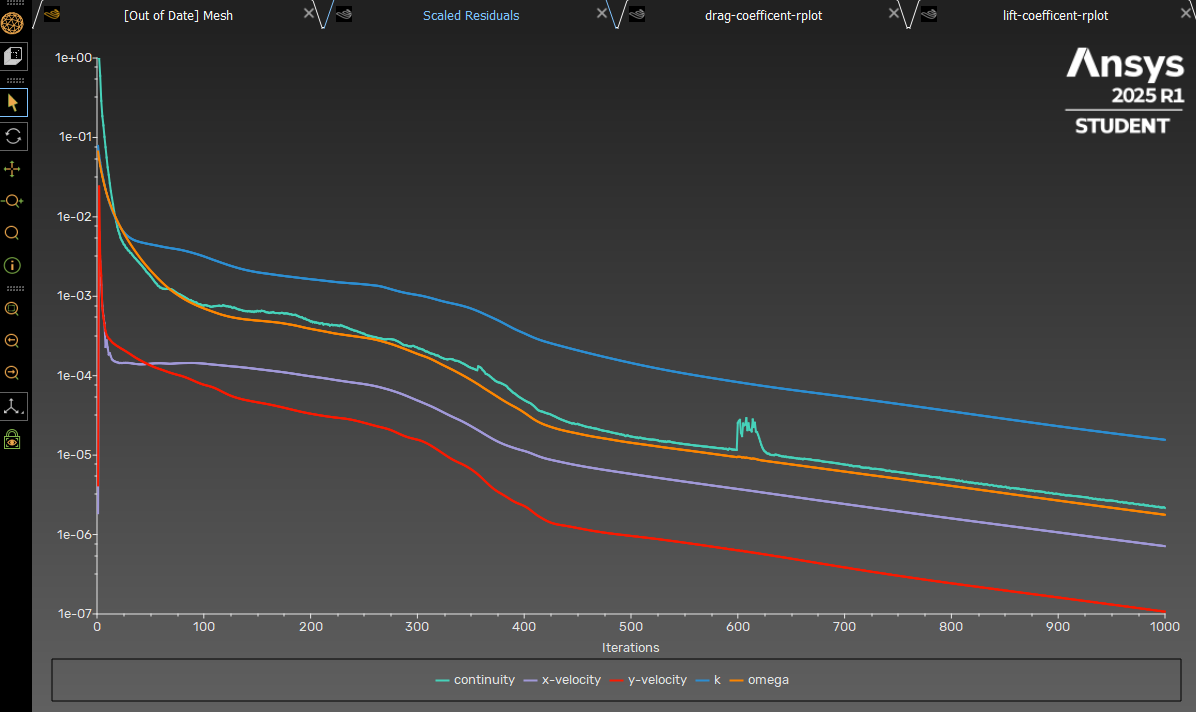 [Out of Date] Mesh
Scaled Residuals
drag-coefficent-rplot
lift-coefficent-rplot
Ansys
2025 R1
STUDENT
1e+00
1e-01
1e-02
1e-03
1e-04
1e-05
1e-06
1e-07
0 100 200 300 400 500 600 700 800 900 1000
Iterations
continuity x-velocity y-velocity k omega